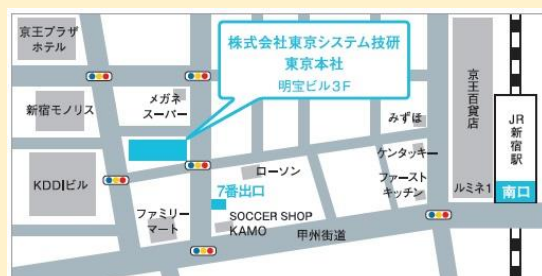 京王プラザ
ホテル
株式会社東京システム技研
東京本社
明宝ビル3F
新宿モノリス
メガネ
スーパー
みずほ
京王百貨店
JR新宿駅
KDDIビル
ローソン
ケンタッキー
7番出口
ファースト
キッチン
ルミネ1
南口
ファミリー
マート
SOCCER SHOP
KAMO
甲州街道